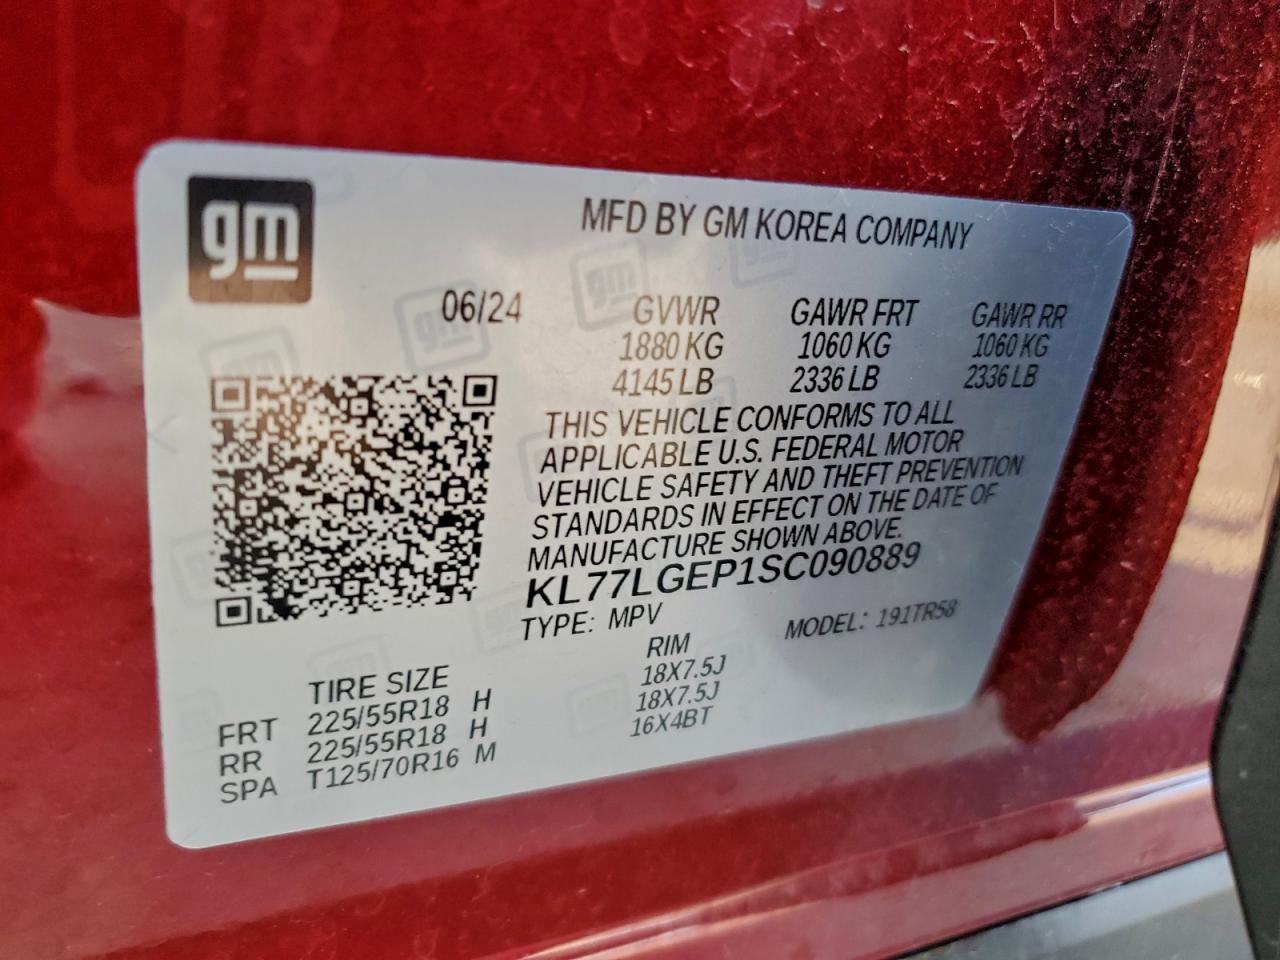 gm
MFD BY GM KOREA COMPANY
06/24 GVWR GAWR FRT GAWR RR
1880 KG 1060 KG 1060 KG
4145 LB 2336 LB 2336 LB
THIS VEHICLE CONFORMS TO ALL
APPLICABLE U.S. FEDERAL MOTOR
VEHICLE SAFETY AND THEFT PREVENTION
STANDARDS IN EFFECT ON THE DATE OF
MANUFACTURE SHOWN ABOVE.
KL77LGEP1SC090889
TYPE: MPV MODEL: 191TR58
TIRE SIZE RIM
FRT 225/55R18 H 18X7.5J
RR 225/55R18 H 18X7.5J
SPA T125/70R16 M 16X4BT